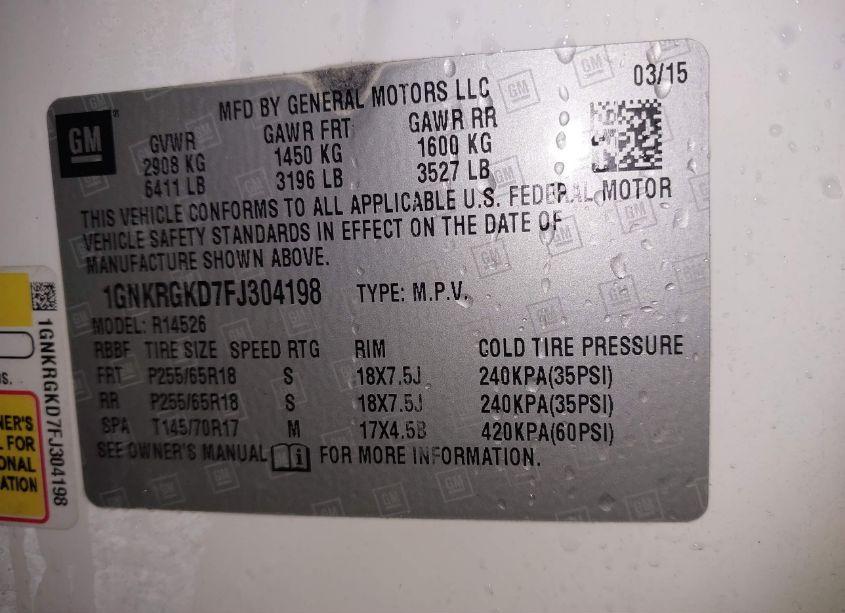 MFD BY GENERAL MOTORS LLC 03/15
GM
GVWR GAWR FRT GAWR RR
2908 KG 1450 KG 1600 KG
6411 LB 3196 LB 3527 LB
THIS VEHICLE CONFORMS TO ALL APPLICABLE U.S. FEDERAL MOTOR
VEHICLE SAFETY STANDARDS IN EFFECT ON THE DATE OF
MANUFACTURE SHOWN ABOVE.
1GNKRGKD7FJ304198 TYPE: M.P.V.
MODEL: R14526
RBBF TIRE SIZE SPEED RTG RIM COLD TIRE PRESSURE
FRT P255/65R18 S 18X7.5J 240KPA(35PSI)
RR P255/65R18 S 18X7.5J 240KPA(35PSI)
SPA T145/70R17 M 17X4.5B 420KPA(60PSI)
SEE OWNER'S MANUAL i FOR MORE INFORMATION.
1GNKRGKD7FJ304198
S.
NER'S
L FOR
ONAL
ATION